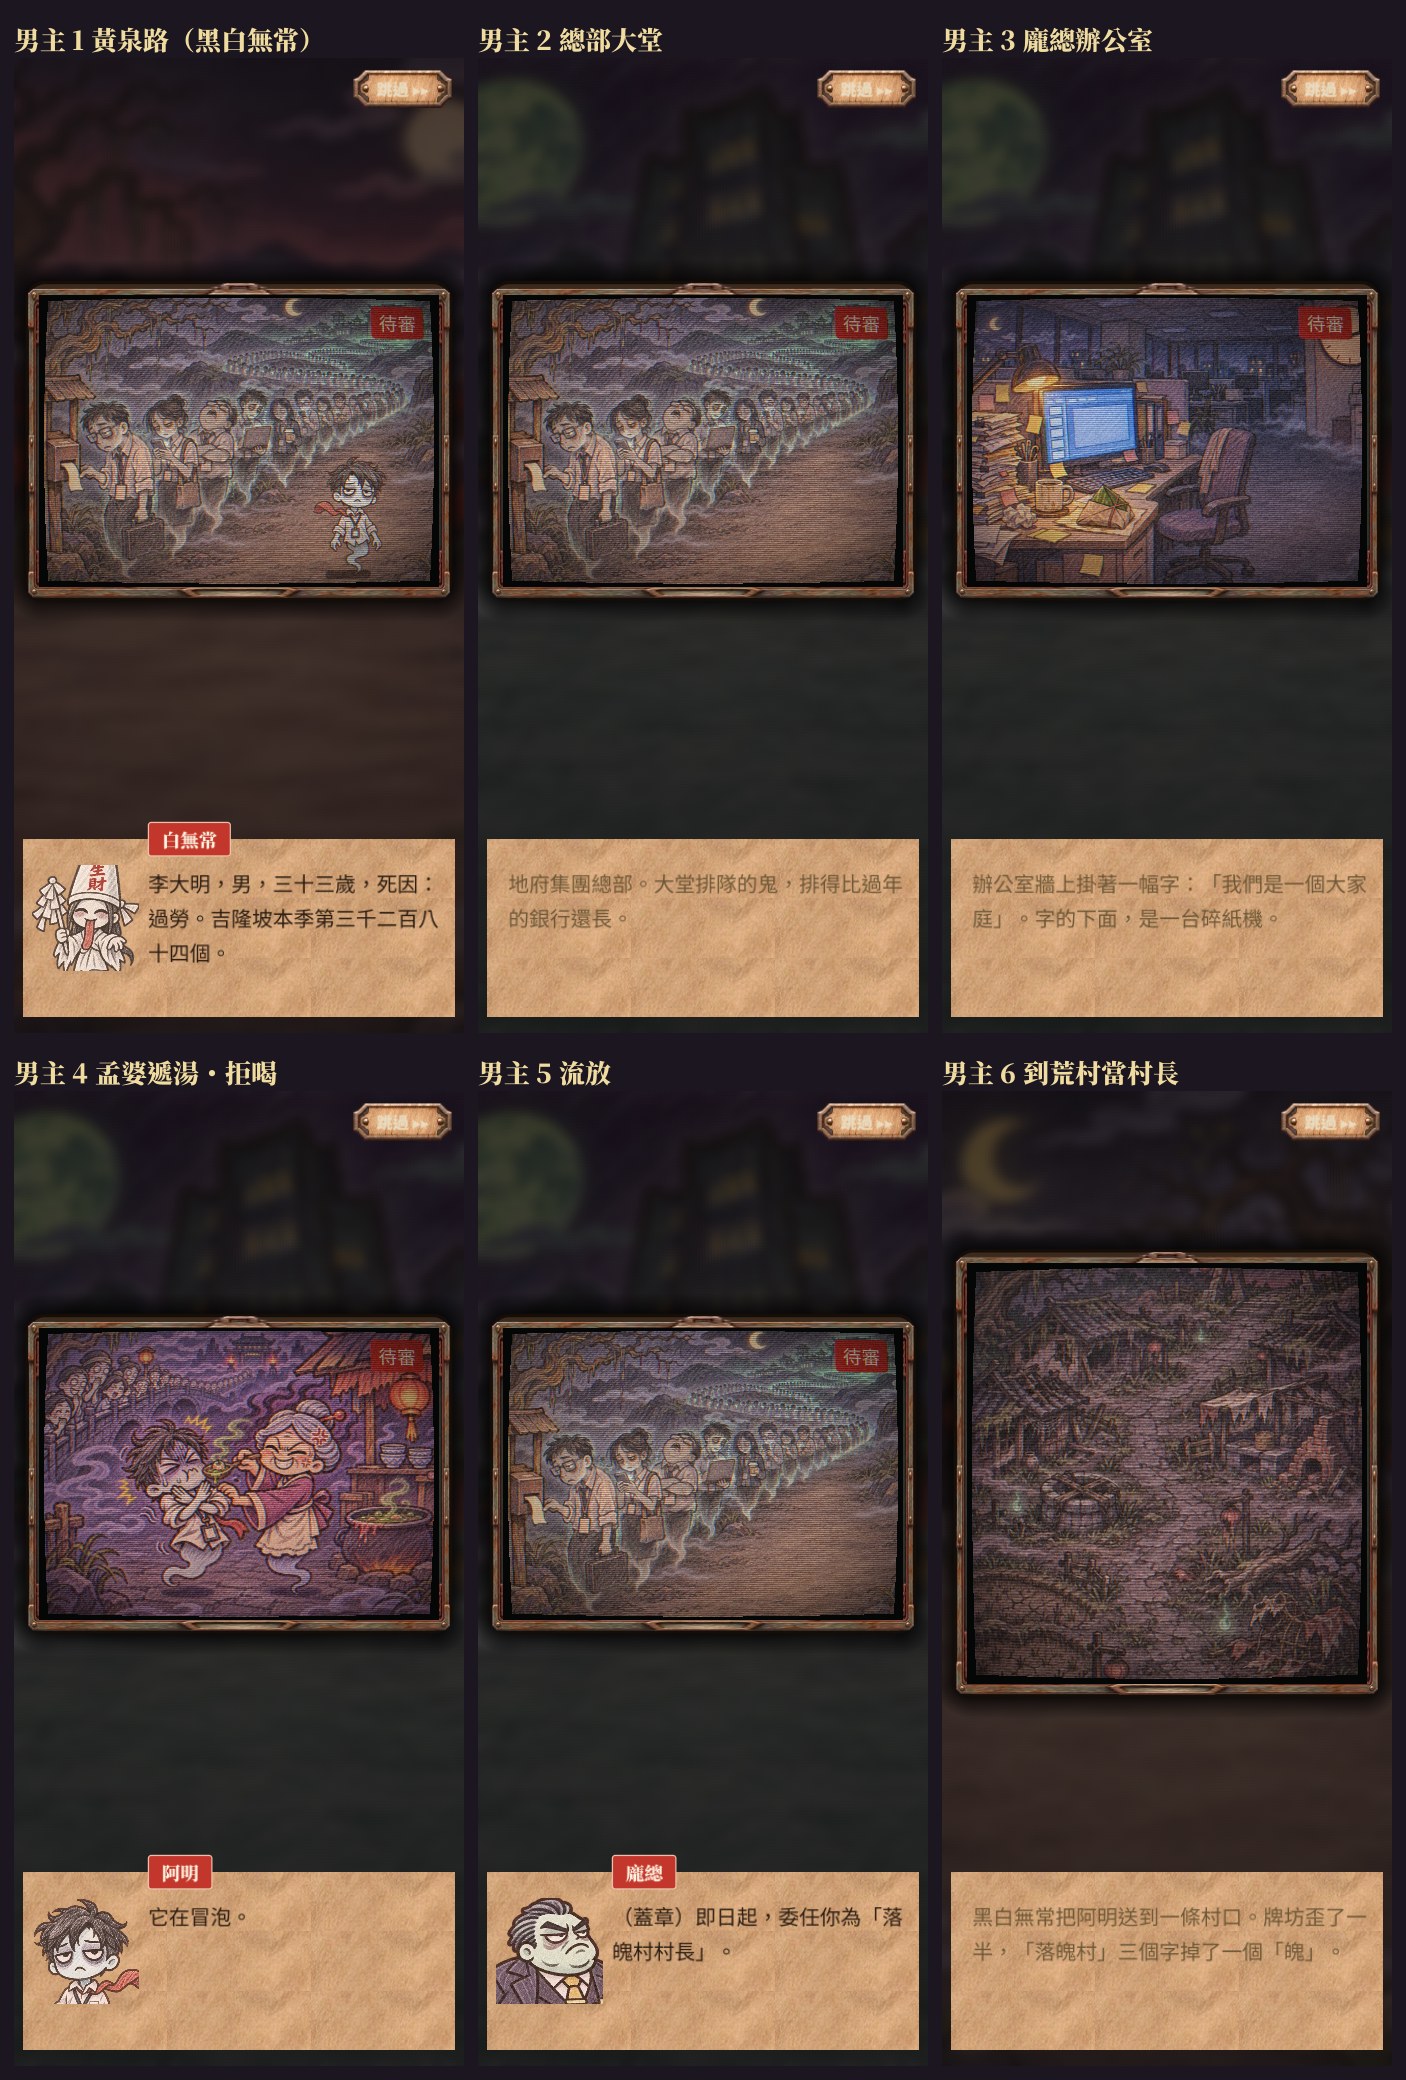 男主 1 黃泉路（黑白無常）
跳過
待審
白無常
生財
李大明，男，三十三歲，死因：
過勞。吉隆坡本季第三千二百八
十四個。
男主 2 總部大堂
跳過
待審
地府集團總部。大堂排隊的鬼，排得比過年
的銀行還長。
男主 3 龐總辦公室
跳過
待審
辦公室牆上掛著一幅字：「我們是一個大家
庭」。字的下面，是一台碎紙機。
男主 4 孟婆遞湯・拒喝
跳過
待審
阿明
它在冒泡。
男主 5 流放
跳過
待審
龐總
（蓋章）即日起，委任你為「落
魄村村長」。
男主 6 到荒村當村長
跳過
黑白無常把阿明送到一條村口。牌坊歪了一
半，「落魄村」三個字掉了一個「魄」。